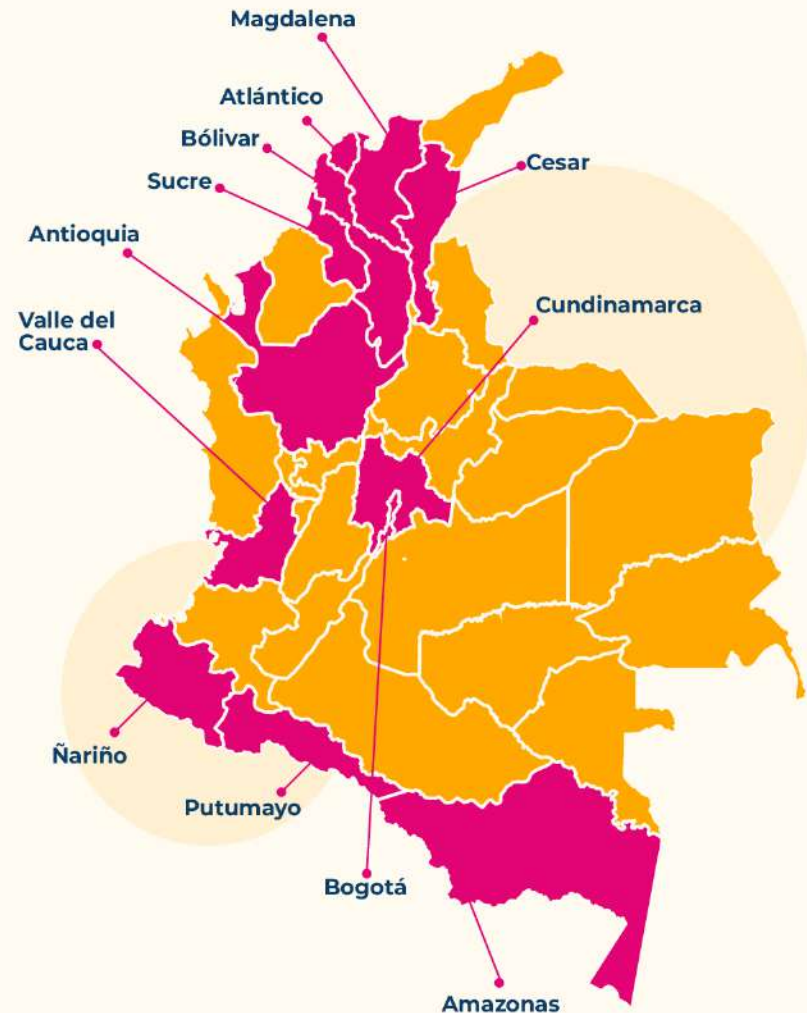 Magdalena
Atlántico
Bólivar
Cesar
Sucre
Antioquia
Cundinamarca
Valle del
Cauca
Ñariño
Putumayo
Bogotá
Amazonas